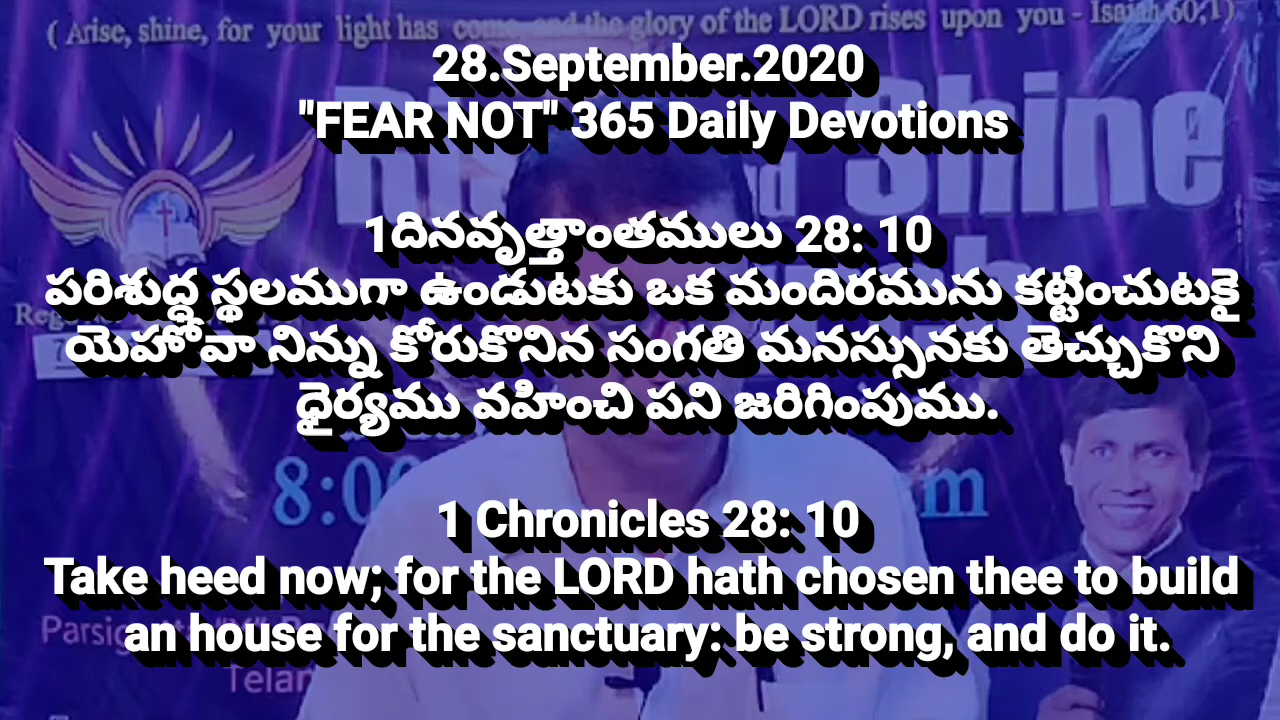 ( Arise, shine, for your light has come, and the glory of the LORD rises upon you - Isaiah 60;1)
28.September.2020
"FEAR NOT" 365 Daily Devotions
Shine
1దినవృత్తాంతములు 28: 10
పరిశుద్ధ స్థలముగా ఉండుటకు ఒక మందిరమును కట్టించుటకై
యెహోవా నిన్ను కోరుకొనిన సంగతి మనస్సునకు తెచ్చుకొని
ధైర్యము వహించి పని జరిగింపుము.
8:00
1 Chronicles 28: 10
Take heed now; for the LORD hath chosen thee to build
an house for the sanctuary: be strong, and do it.